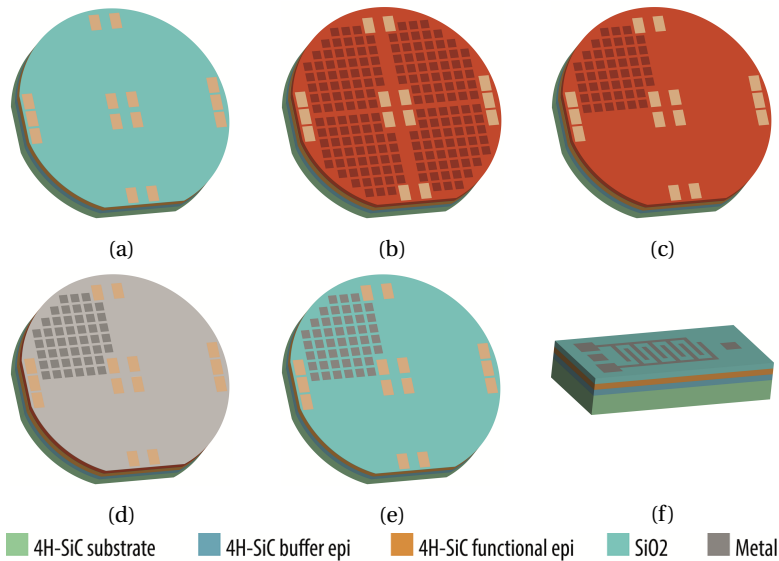 (a)
(b)
(c)
(d)
(e)
(f)
4H-SiC substrate
4H-SiC buffer epi
4H-SiC functional epi
SiO2
Metal